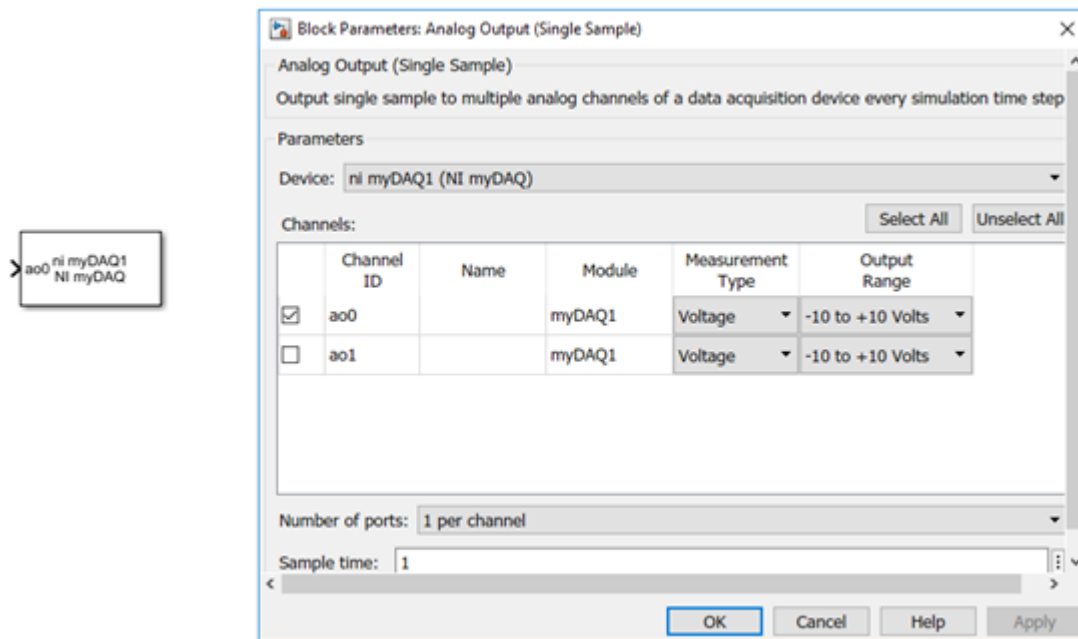 Block Parameters: Analog Output (Single Sample)
Analog Output (Single Sample)
Output single sample to multiple analog channels of a data acquisition device every simulation time step
Parameters
Device: ni myDAQ1 (NI myDAQ)
Channels: Select All Unselect All
Channel ID Name Module Measurement Type Output Range
ao0 myDAQ1 Voltage -10 to +10 Volts
ao1 myDAQ1 Voltage -10 to +10 Volts
Number of ports: 1 per channel
Sample time: 1
OK Cancel Help Apply
ao0 ni myDAQ1
NI myDAQ